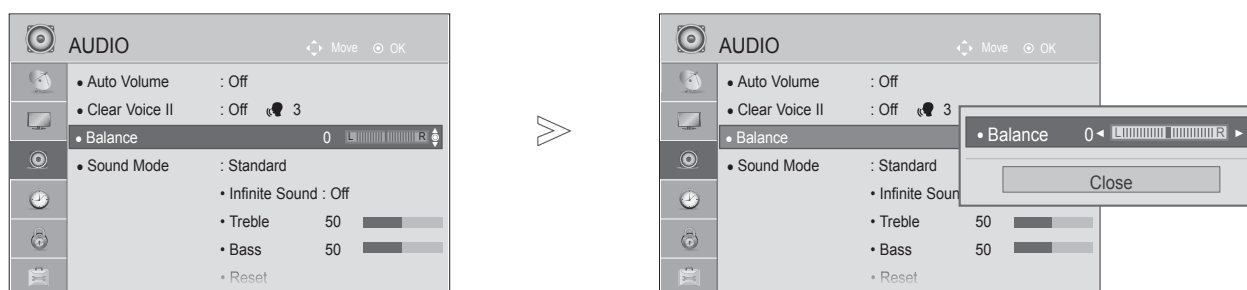 AUDIO Move OK
• Auto Volume : Off
• Clear Voice II : Off 3
• Balance 0 L R
• Sound Mode : Standard
• Infinite Sound : Off
• Treble 50
• Bass 50
• Reset
>
AUDIO Move OK
• Auto Volume : Off
• Clear Voice II : Off 3
• Balance
• Sound Mode : Standard
• Infinite Soun
• Treble 50
• Bass 50
• Reset
• Balance 0 L R
Close